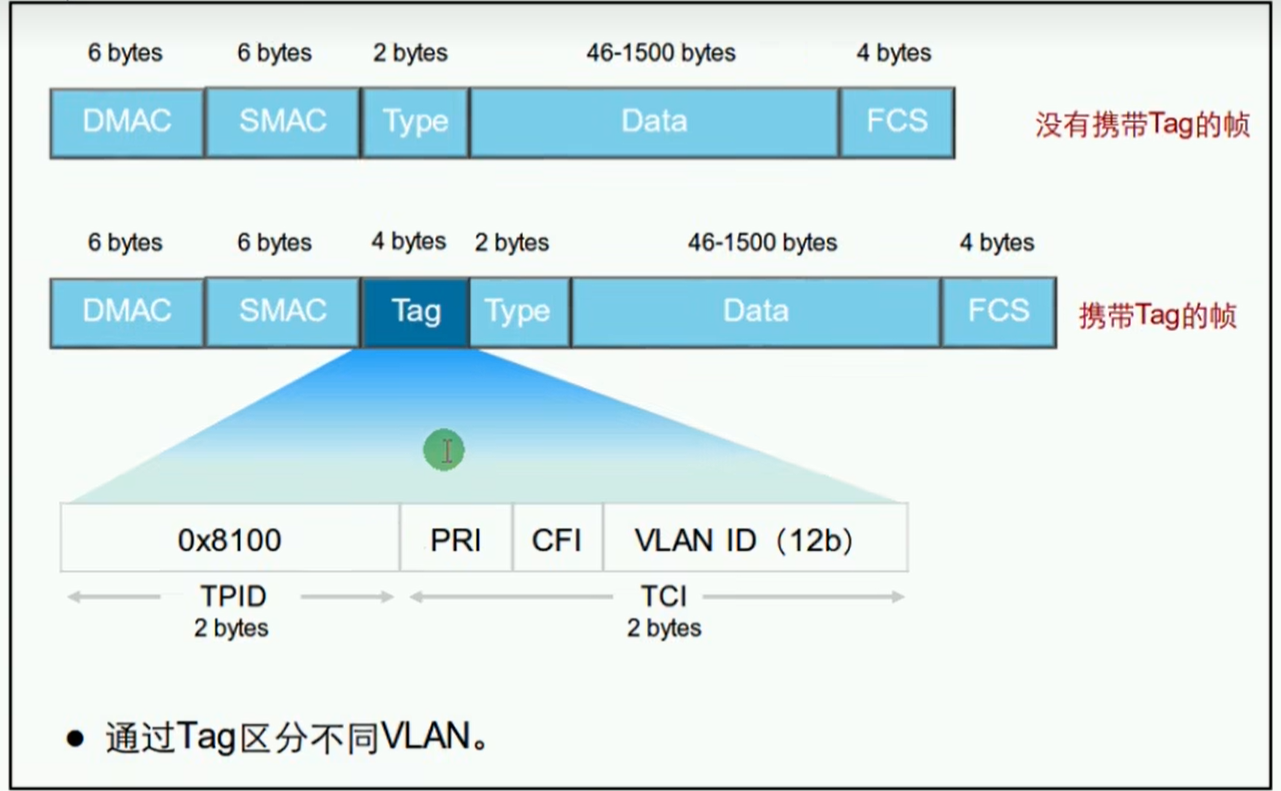 6 bytes 6 bytes 2 bytes 46-1500 bytes 4 bytes
DMAC SMAC Type Data FCS 没有携带Tag的帧
6 bytes 6 bytes 4 bytes 2 bytes 46-1500 bytes 4 bytes
DMAC SMAC Tag Type Data FCS 携带Tag的帧
0x8100 PRI CFI VLAN ID（12b）
TPID TCI
2 bytes 2 bytes
● 通过Tag区分不同VLAN。